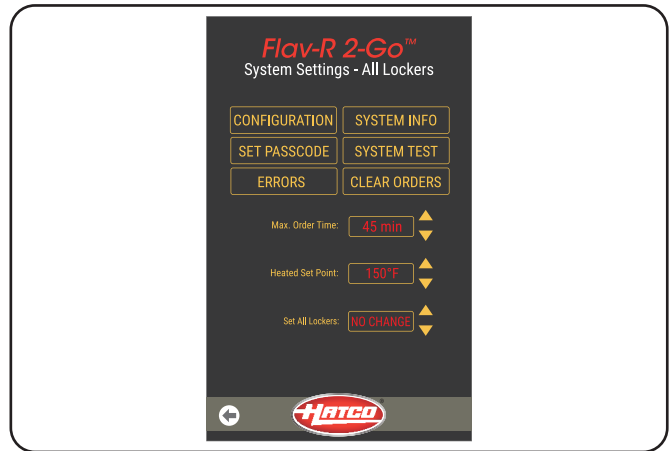 Flav-R 2-Go™
System Settings - All Lockers
CONFIGURATION SYSTEM INFO
SET PASSCODE SYSTEM TEST
ERRORS CLEAR ORDERS
Max. Order Time: 45 min
Heated Set Point: 150°F
Set All Lockers: NO CHANGE
HATCO